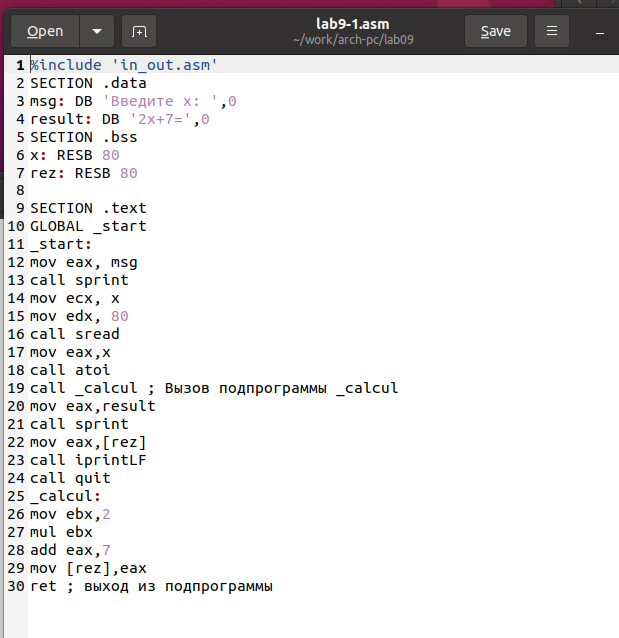 Open
lab9-1.asm
~/work/arch-pc/lab09
Save
1 %include 'in_out.asm'
2 SECTION .data
3 msg: DB 'Введите x: ',0
4 result: DB '2x+7=',0
5 SECTION .bss
6 x: RESB 80
7 rez: RESB 80
8
9 SECTION .text
10 GLOBAL _start
11 _start:
12 mov eax, msg
13 call sprint
14 mov ecx, x
15 mov edx, 80
16 call sread
17 mov eax,x
18 call atoi
19 call _calcul ; Вызов подпрограммы _calcul
20 mov eax,result
21 call sprint
22 mov eax,[rez]
23 call iprintLF
24 call quit
25 _calcul:
26 mov ebx,2
27 mul ebx
28 add eax,7
29 mov [rez],eax
30 ret ; выход из подпрограммы